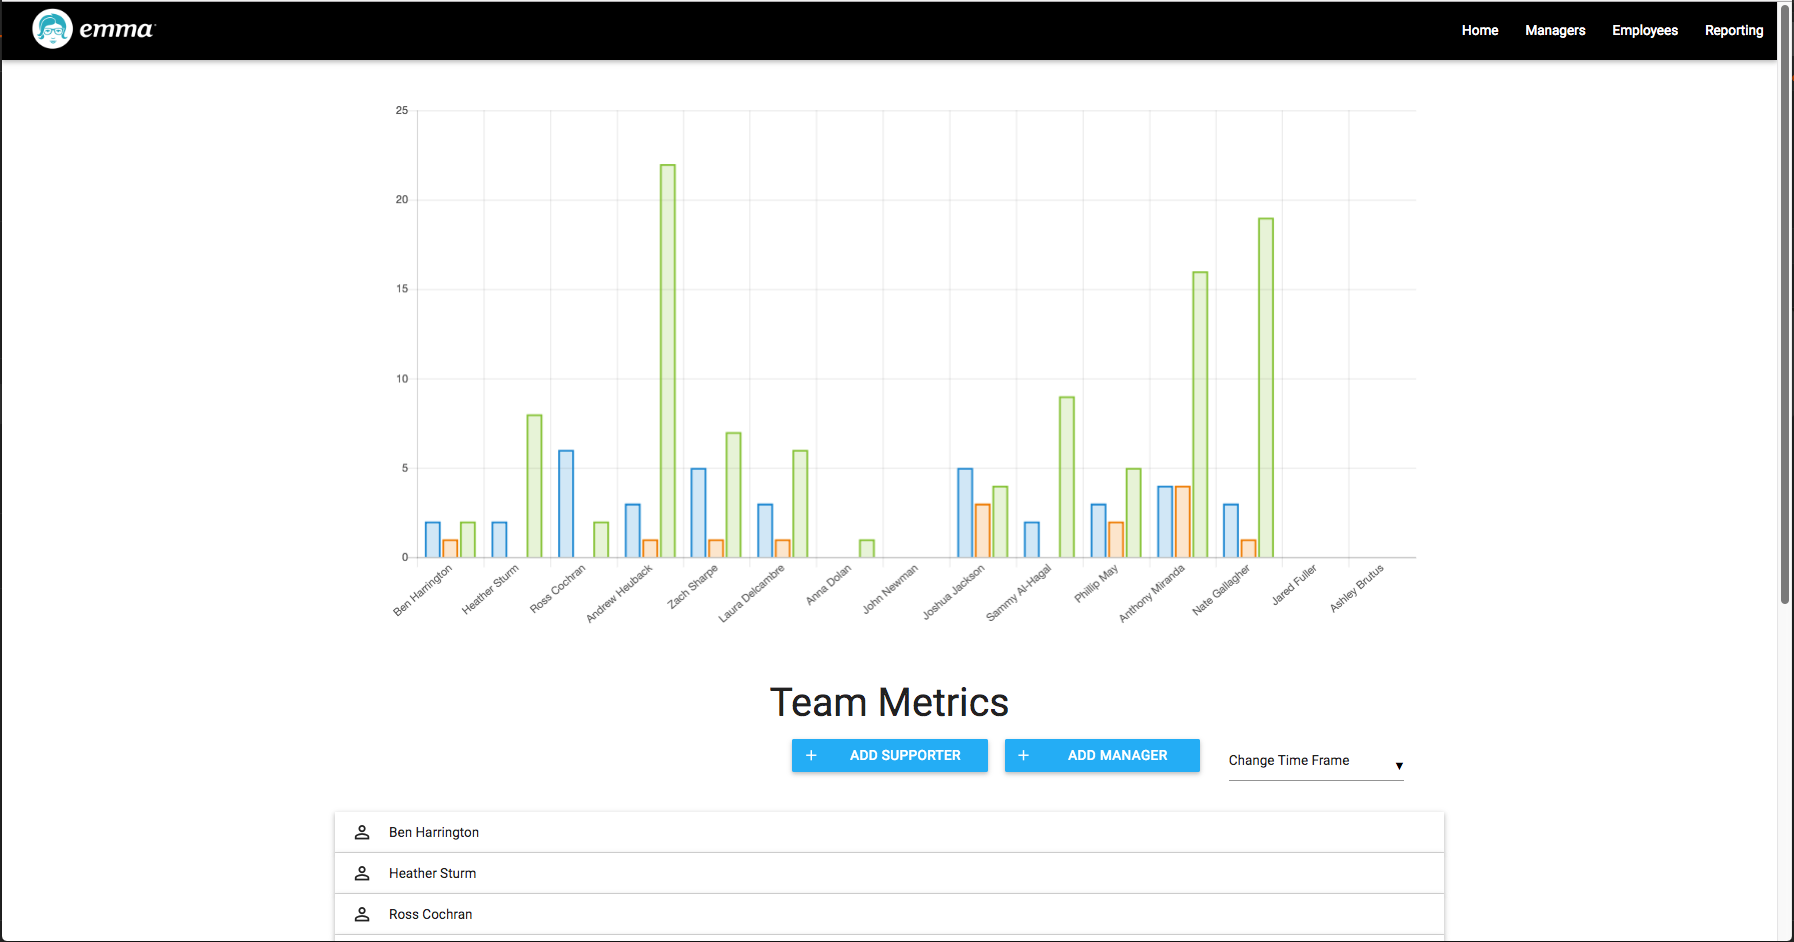 emma
Home Managers Employees Reporting
25
20
15
10
5
0
Ben Harrington
Heather Sturm
Ross Cochran
Andrew Heuback
Zach Sharpe
Laura Delcambre
Anna Dolan
John Newman
Joshua Jackson
Sammy Al-Hagal
Phillip May
Anthony Miranda
Nate Gallagher
Jared Fuller
Ashley Brutus
Team Metrics
+ ADD SUPPORTER + ADD MANAGER Change Time Frame ▼
Ben Harrington
Heather Sturm
Ross Cochran